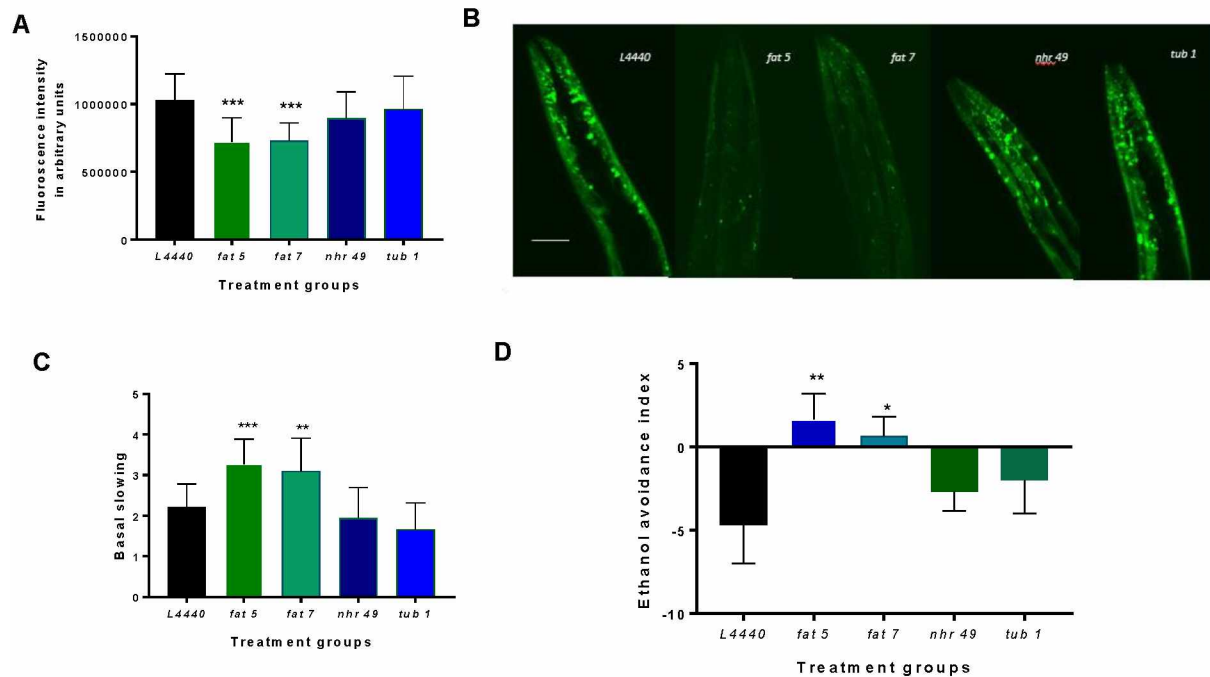 A
Fluoroscence intensity
in arbitrary units
1500000
1000000
500000
0
***
***
L4440
fat 5
fat 7
nhr 49
tub 1
Treatment groups
B
L4440
fat 5
fat 7
nhr 49
tub 1
C
Basal slowing
5
4
3
2
1
0
***
**
L4440
fat 5
fat 7
nhr 49
tub 1
Treatment groups
D
Ethanol avoidance index
5
0
-5
-10
**
*
L4440
fat 5
fat 7
nhr 49
tub 1
Treatment groups